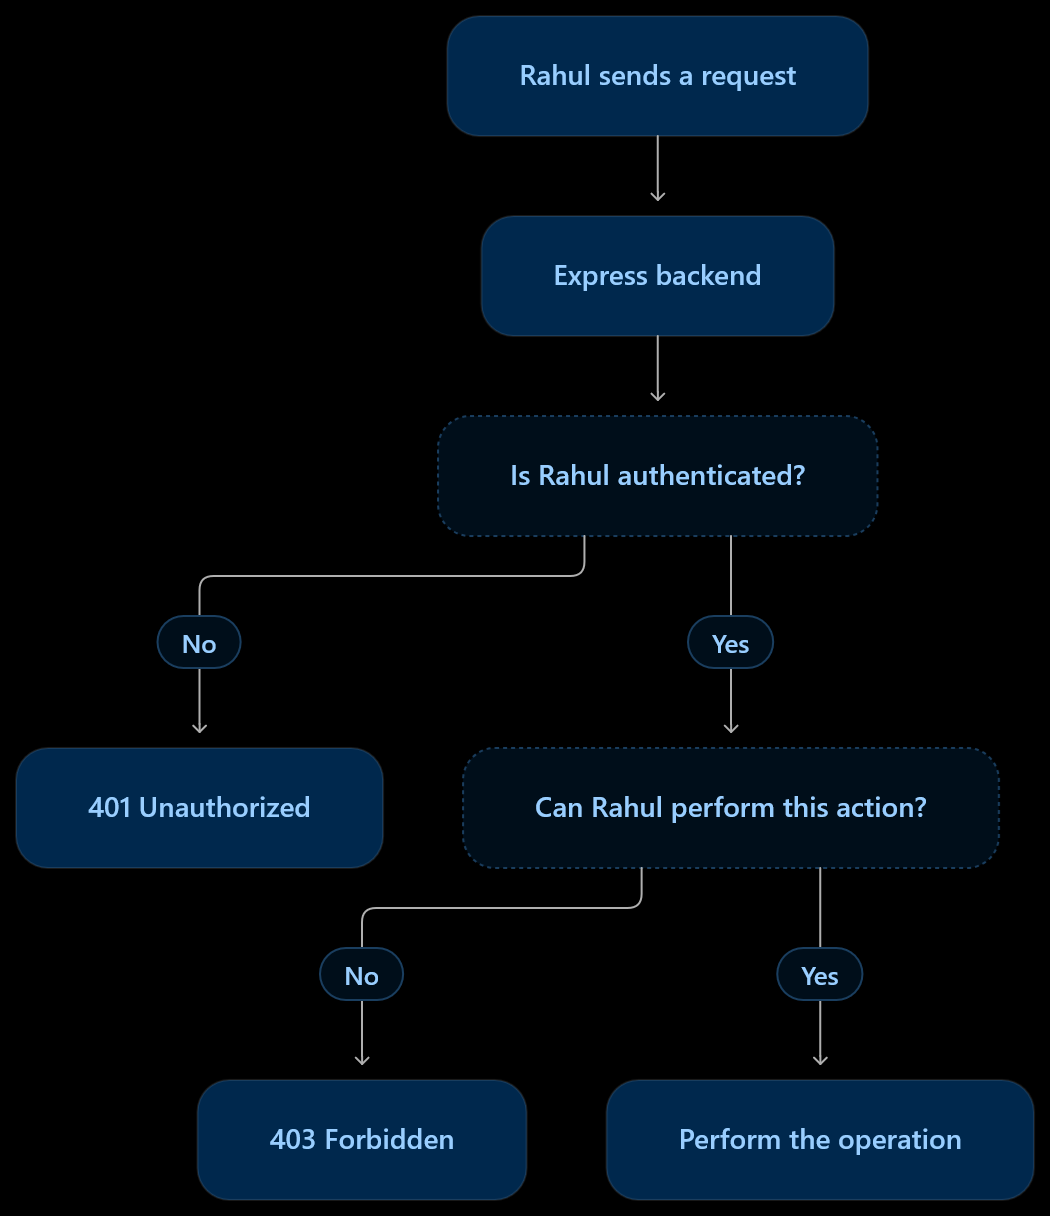 Rahul sends a request
Express backend
Is Rahul authenticated?
No
Yes
401 Unauthorized
Can Rahul perform this action?
No
Yes
403 Forbidden
Perform the operation